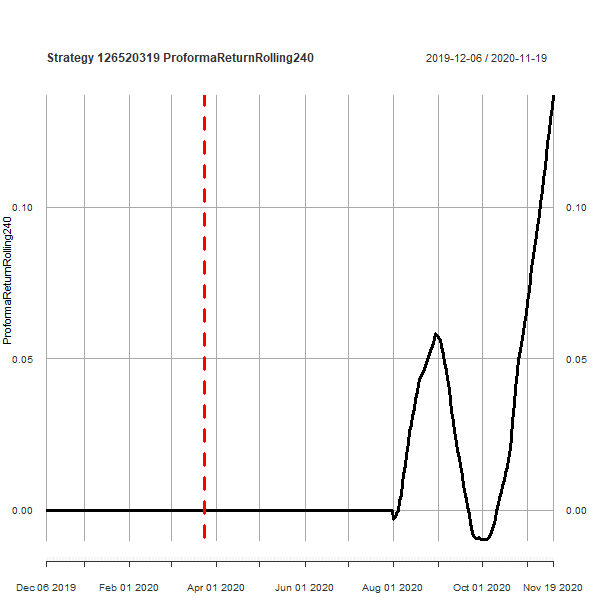 Strategy 126520319 ProformaReturnRolling240
2019-12-06 / 2020-11-19
ProformaReturnRolling240
0.10
0.10
0.05
0.05
0.00
0.00
Dec 06 2019
Feb 01 2020
Apr 01 2020
Jun 01 2020
Aug 01 2020
Oct 01 2020
Nov 19 2020